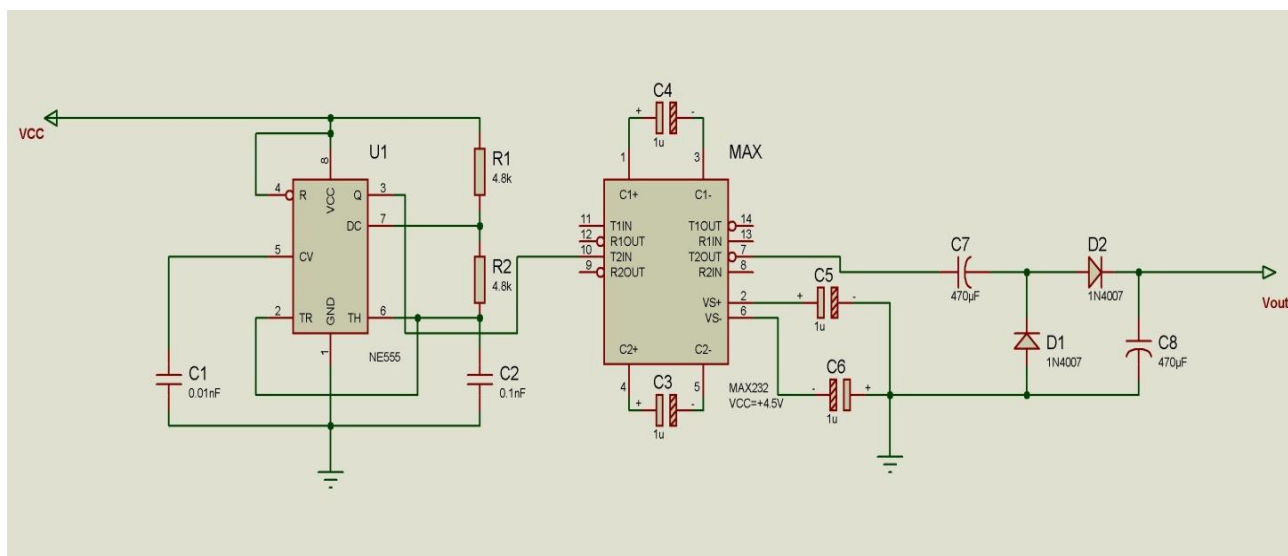 VCC
U1
4
R
8
VCC
Q
3
DC
7
5
CV
2
TR
GND
1
TH
6
NE555
R1
4.8k
R2
4.8k
C1
0.01nF
C2
0.1nF
C4
+
-
1u
1
3
MAX
C1+
C1-
11
T1IN
12
R1OUT
10
T2IN
9
R2OUT
T1OUT
14
R1IN
13
T2OUT
7
R2IN
8
VS+
2
VS-
6
C2+
C2-
4
5
C3
+
-
1u
MAX232
VCC=+4.5V
C5
+
-
1u
C6
-
+
1u
C7
470µF
D2
1N4007
D1
1N4007
C8
470µF
Vout